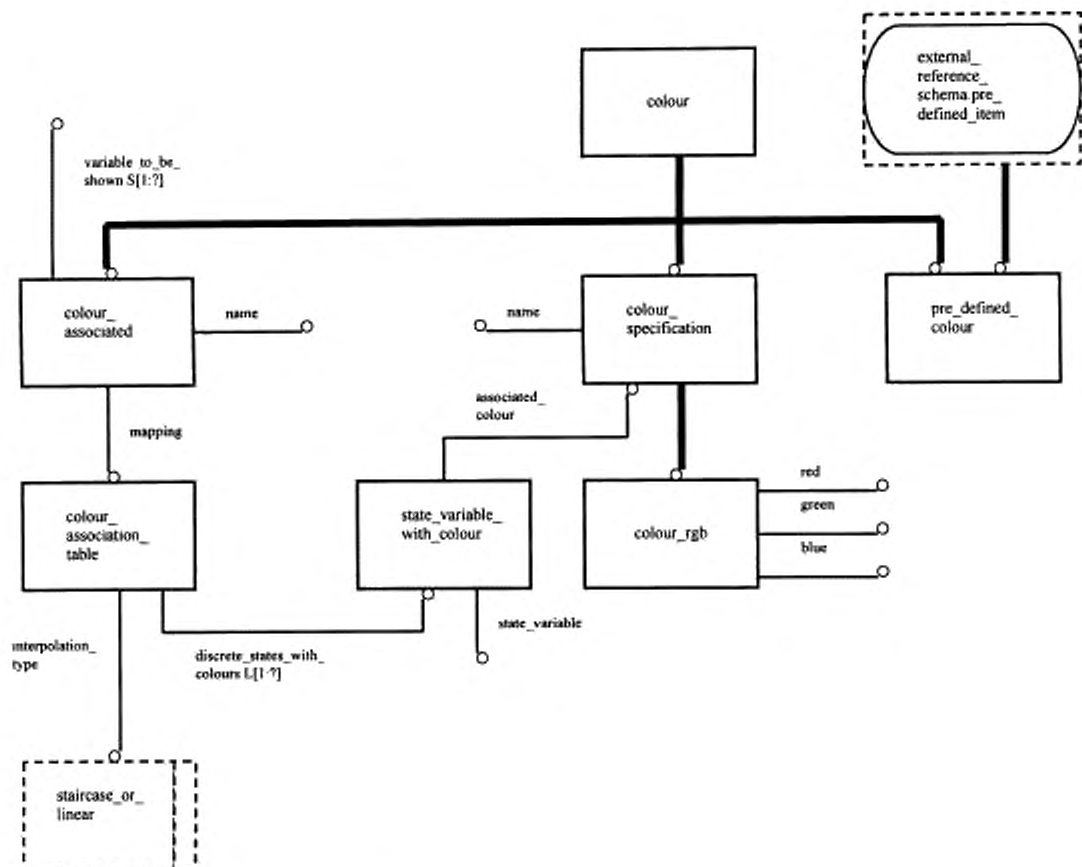 external_
reference_
schema.pre_
defined_item
colour
variable_to_be_
shown S[1:?]
colour_
associated
name
name
colour_
specification
pre_defined_
colour
associated_
colour
mapping
colour_
association_
table
state_variable_
with_colour
colour_rgb
red
green
blue
interpolation_
type
discrete_states_with_
colours L[1:?]
state_variable
staircase_or_
linear